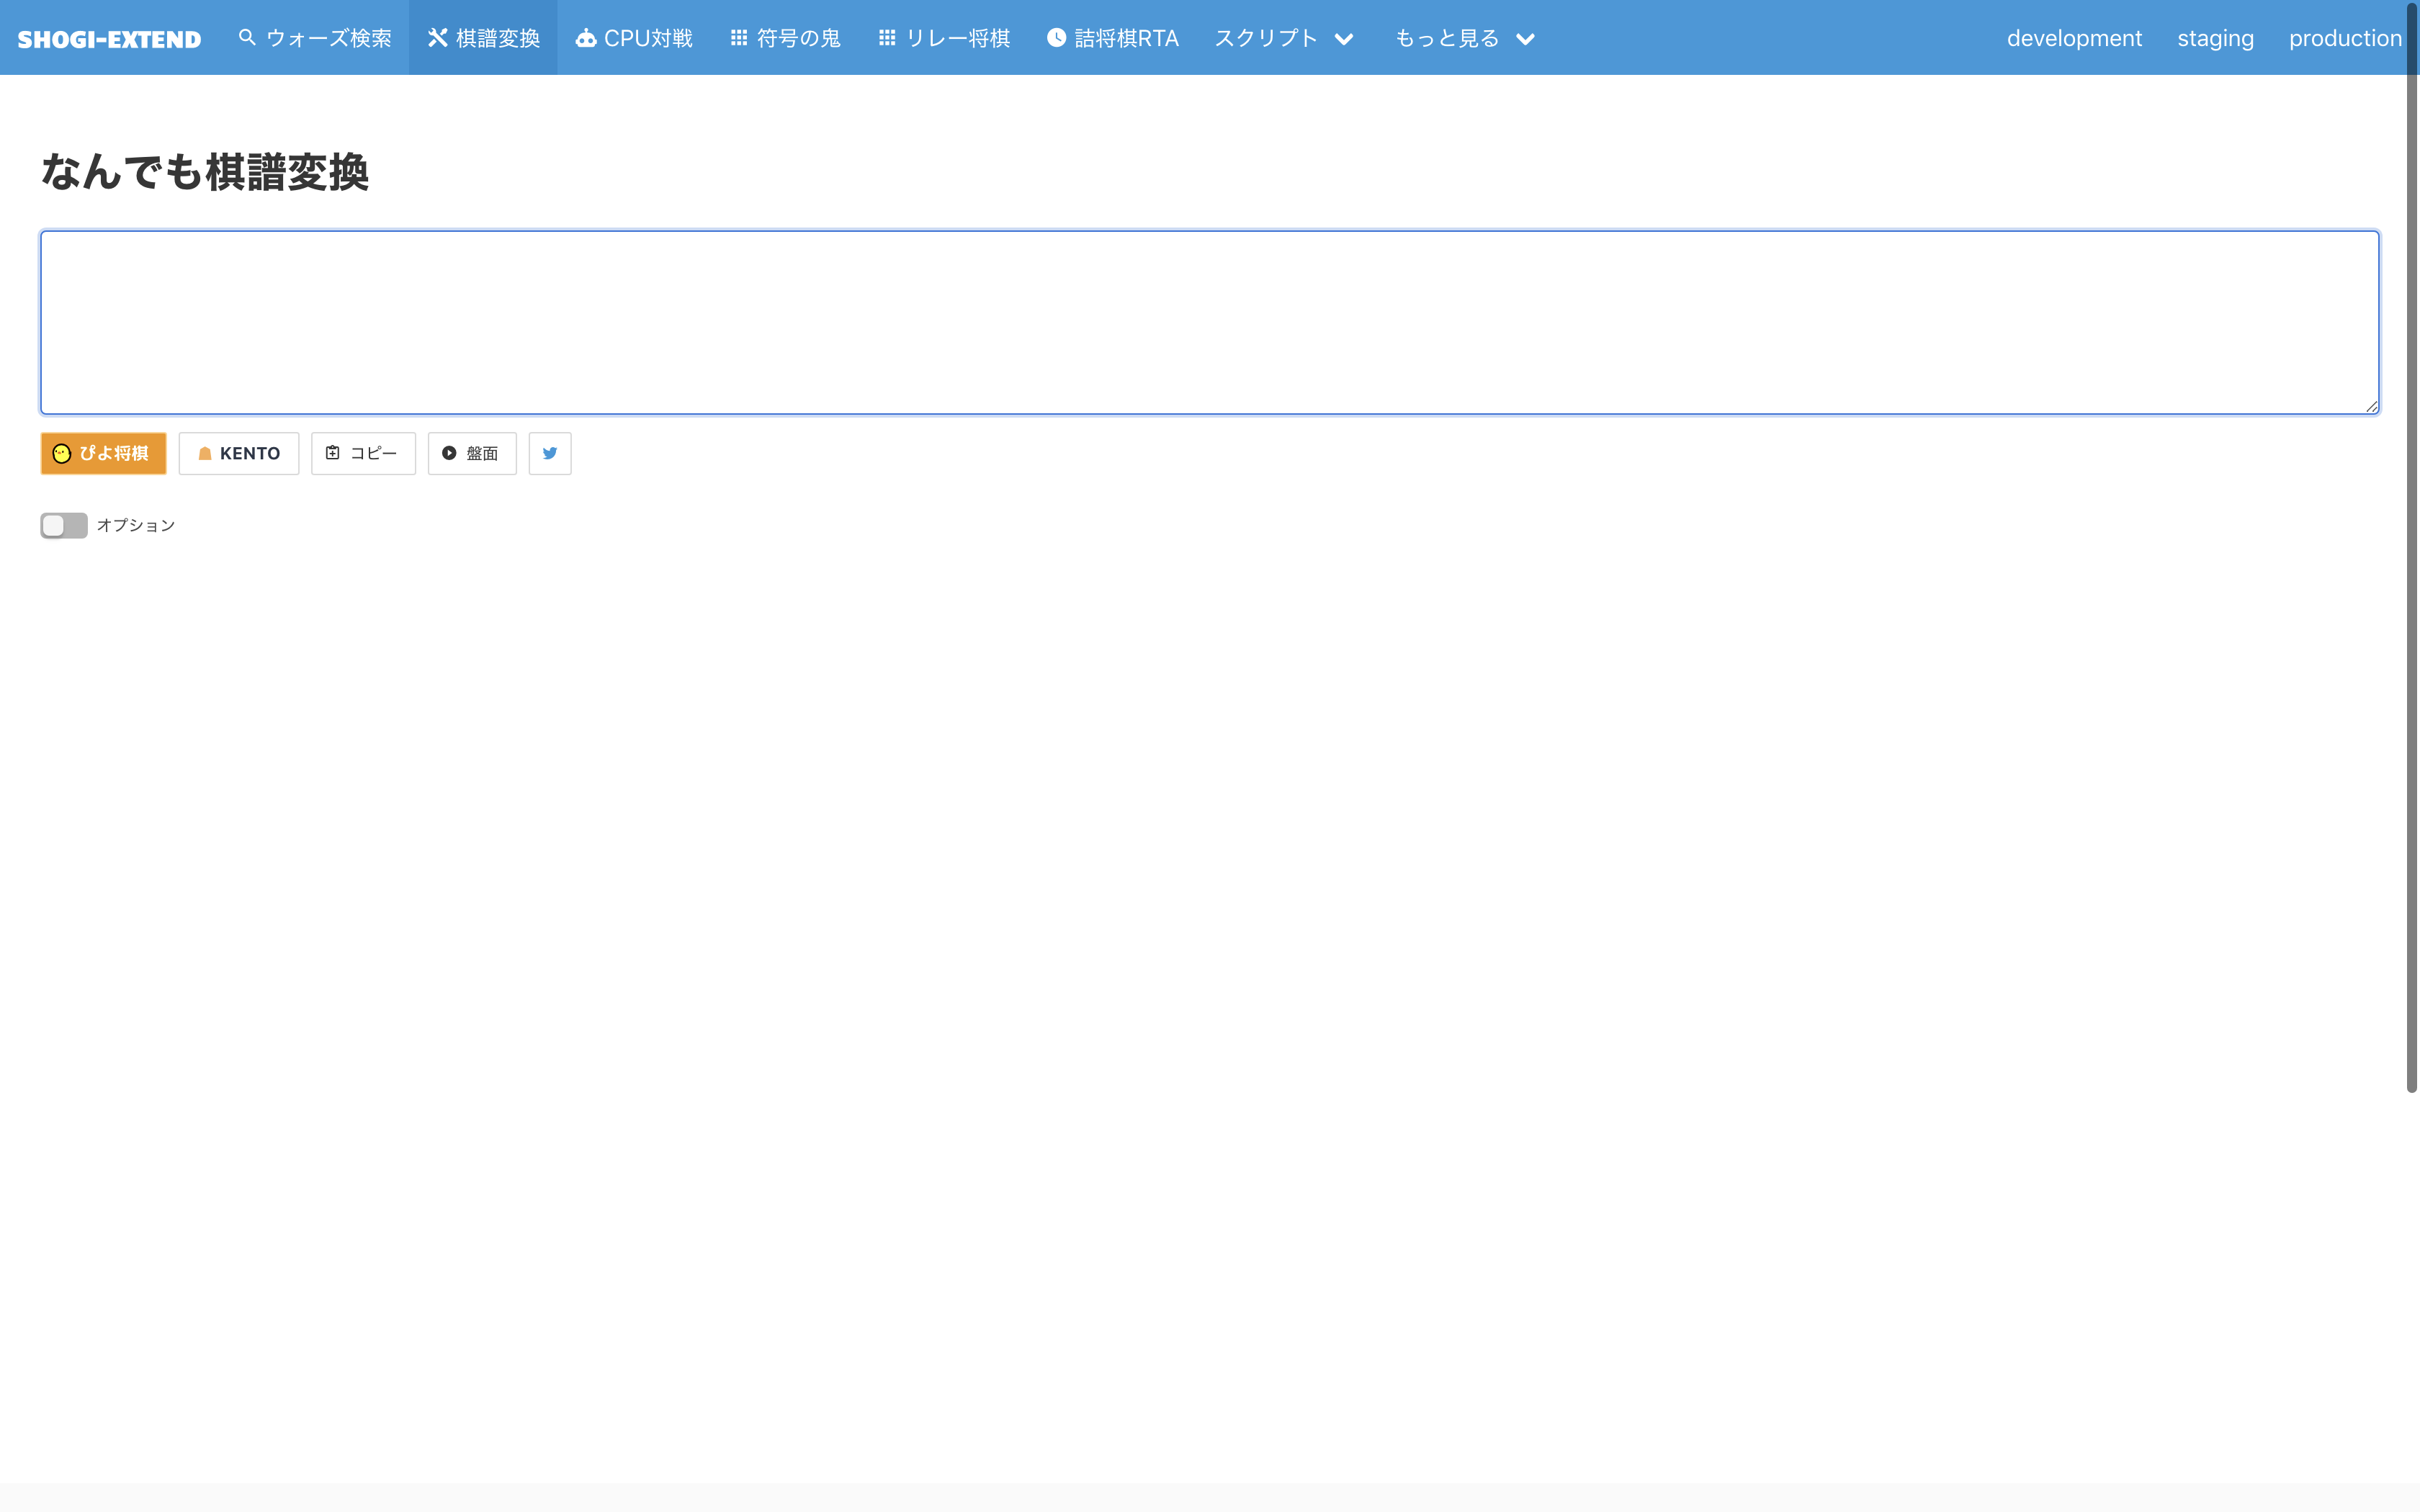 SHOGI-EXTEND ウォーズ検索 棋譜変換 CPU対戦 符号の鬼 リレー将棋 詰将棋RTA スクリプト もっと見る development staging production
なんでも棋譜変換
ぴよ将棋 KENTO コピー 盤面
オプション